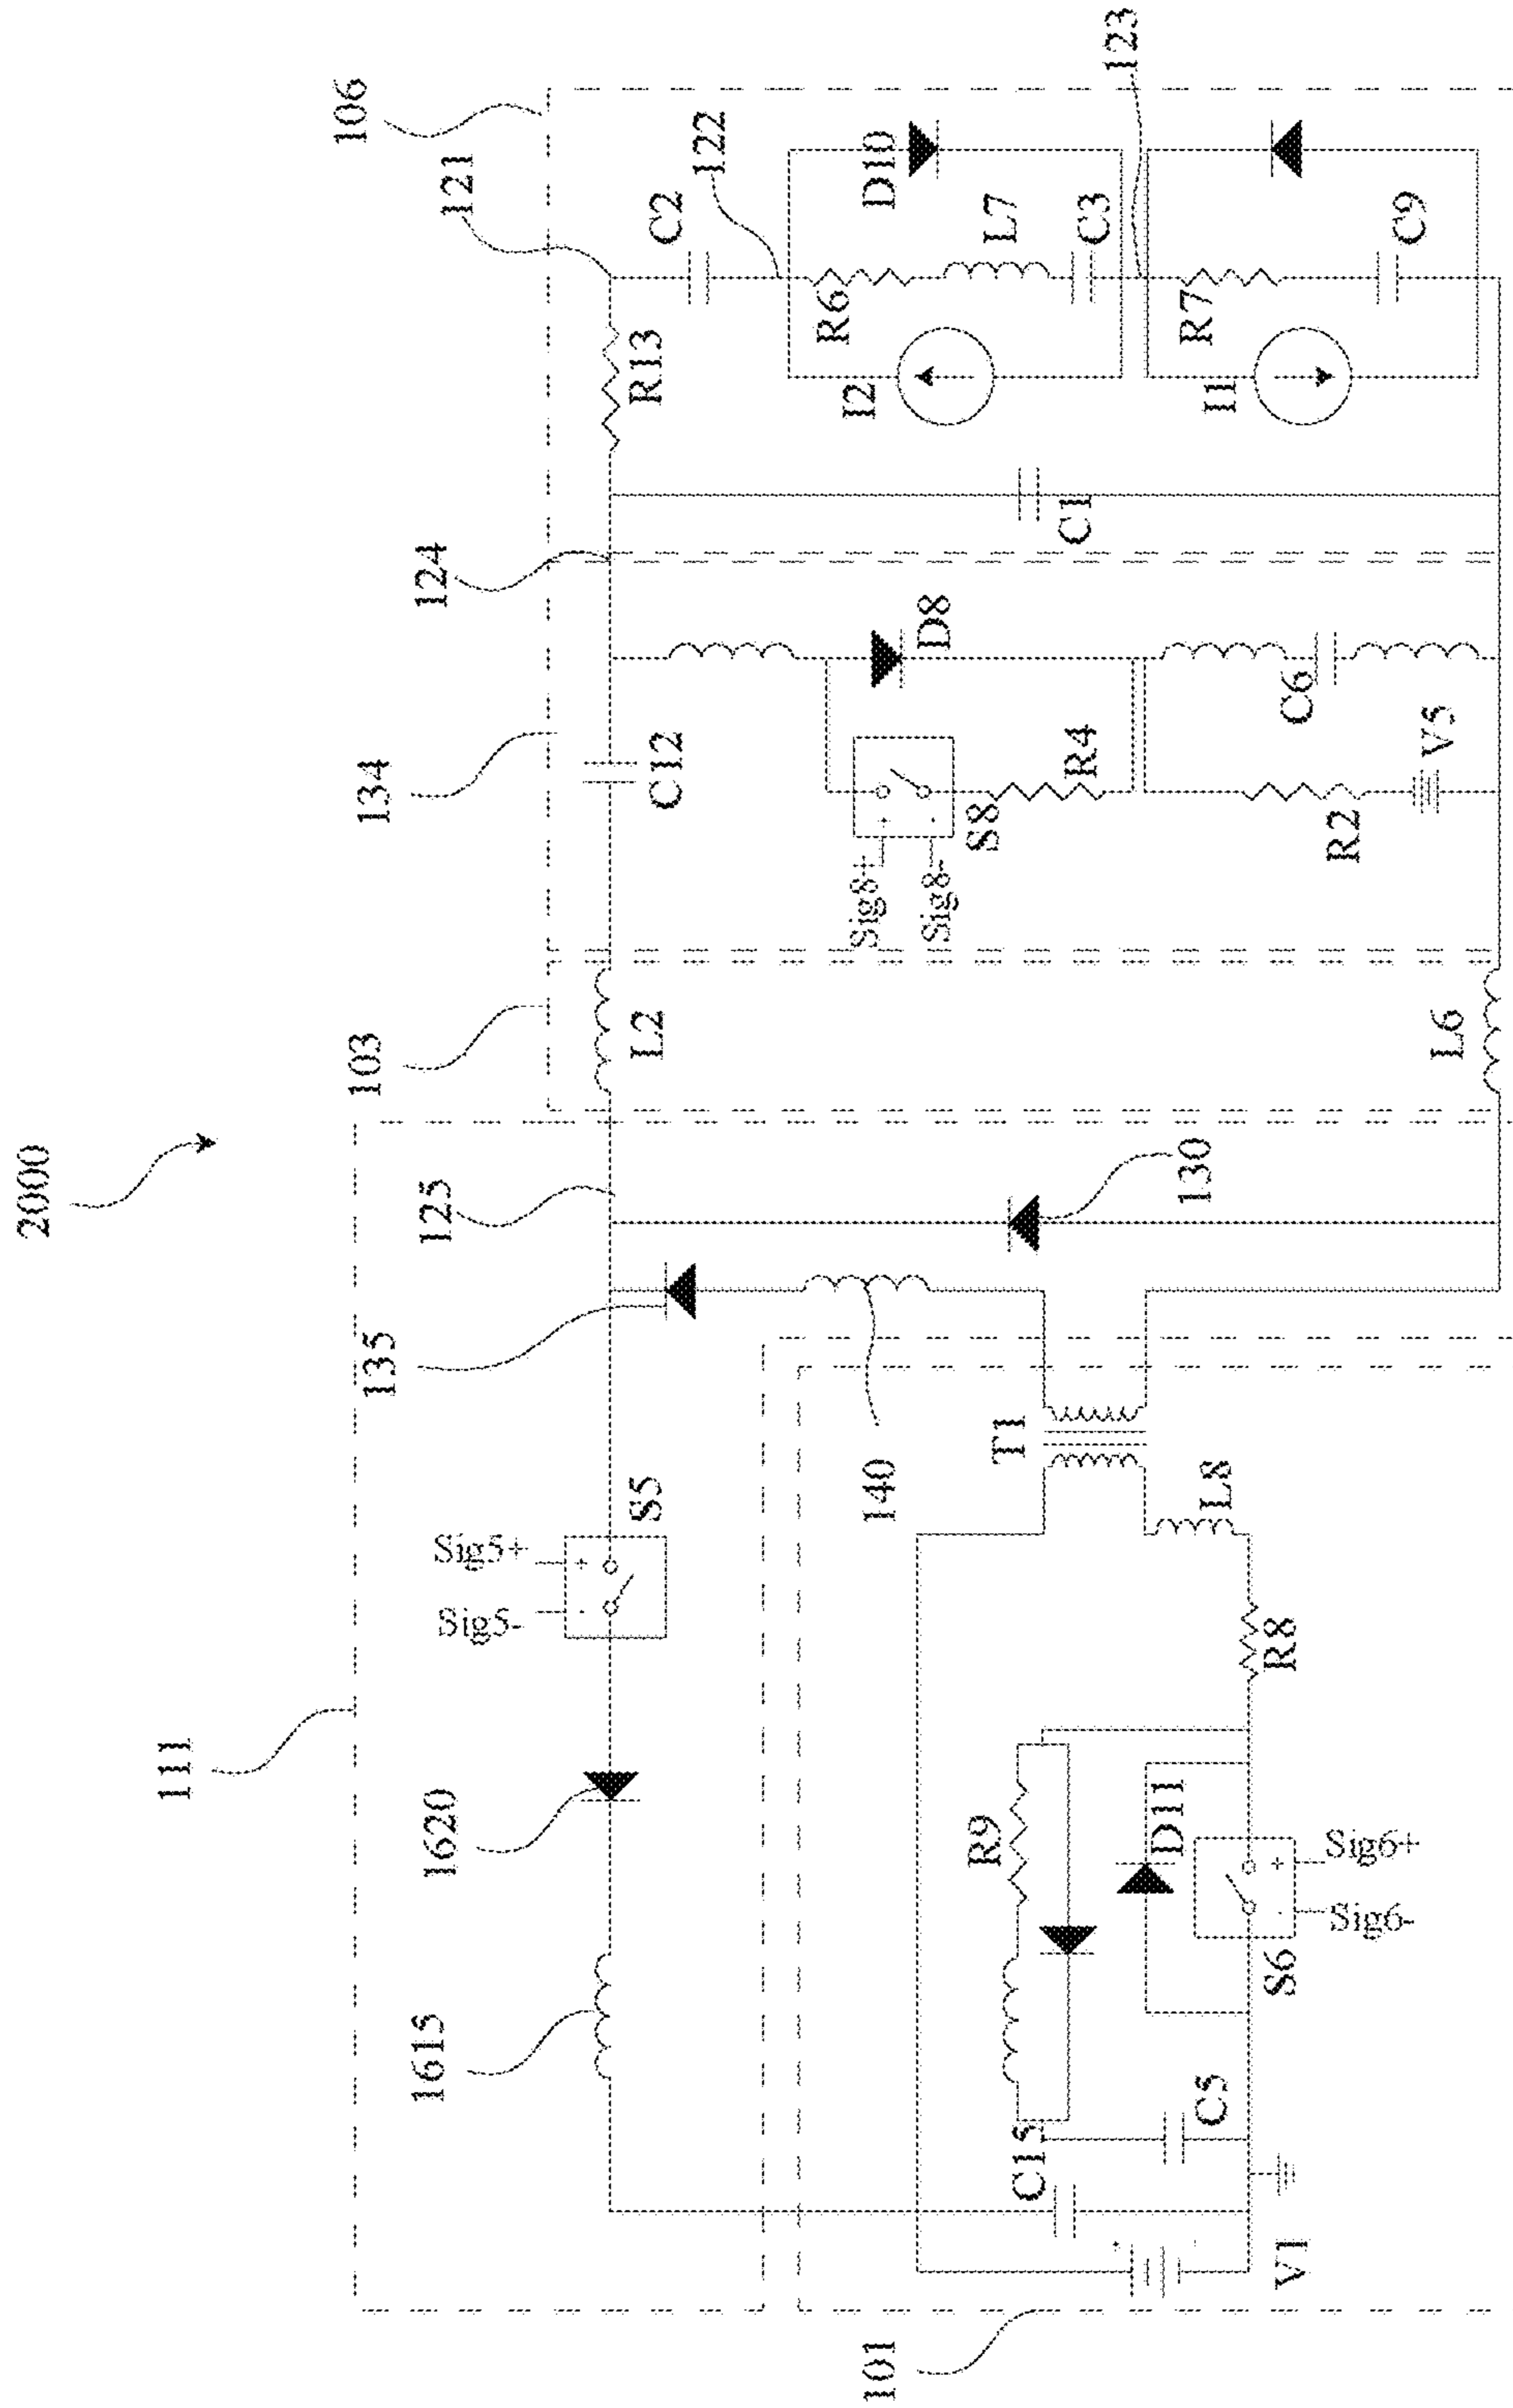 2000
106
121
122
C2
R13
D10
R6
L7
C3
I2
123
R7
C9
I1
124
C1
134
C12
D8
S8
R4
Sig8+
Sig8-
+
-
C6
R2
V5
103
L2
L6
125
130
135
140
111
S5
Sig5+
Sig5-
+
-
1620
1615
T1
L8
R8
R9
D11
S6
Sig6+
Sig6-
+
-
C15
C5
V1
+
-
101